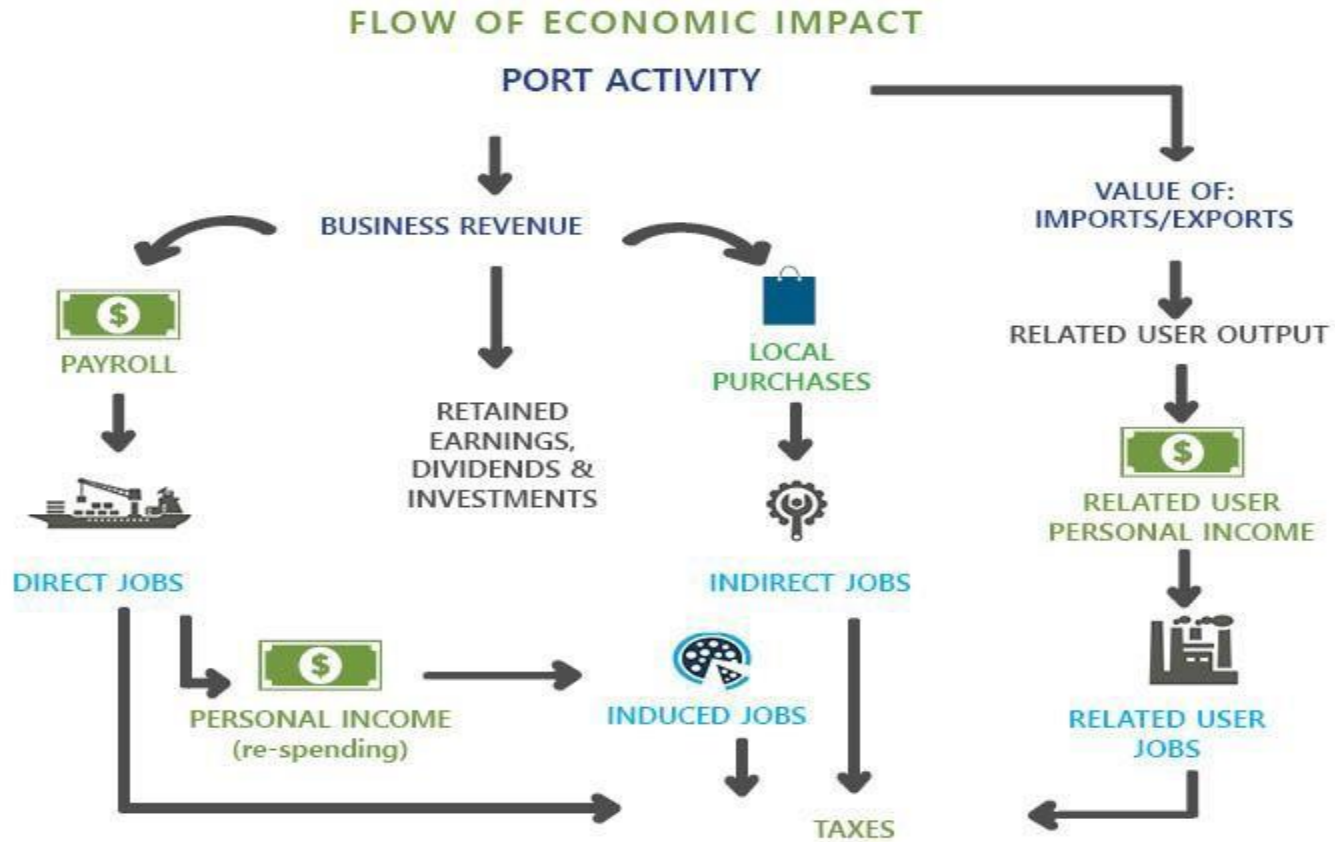 FLOW OF ECONOMIC IMPACT
PORT ACTIVITY
BUSINESS REVENUE
VALUE OF:
IMPORTS/EXPORTS
$
PAYROLL
LOCAL
PURCHASES
RELATED USER OUTPUT
RETAINED
EARNINGS,
DIVIDENDS &
INVESTMENTS
$
RELATED USER
PERSONAL INCOME
DIRECT JOBS
INDIRECT JOBS
$
PERSONAL INCOME
(re-spending)
INDUCED JOBS
RELATED USER
JOBS
TAXES